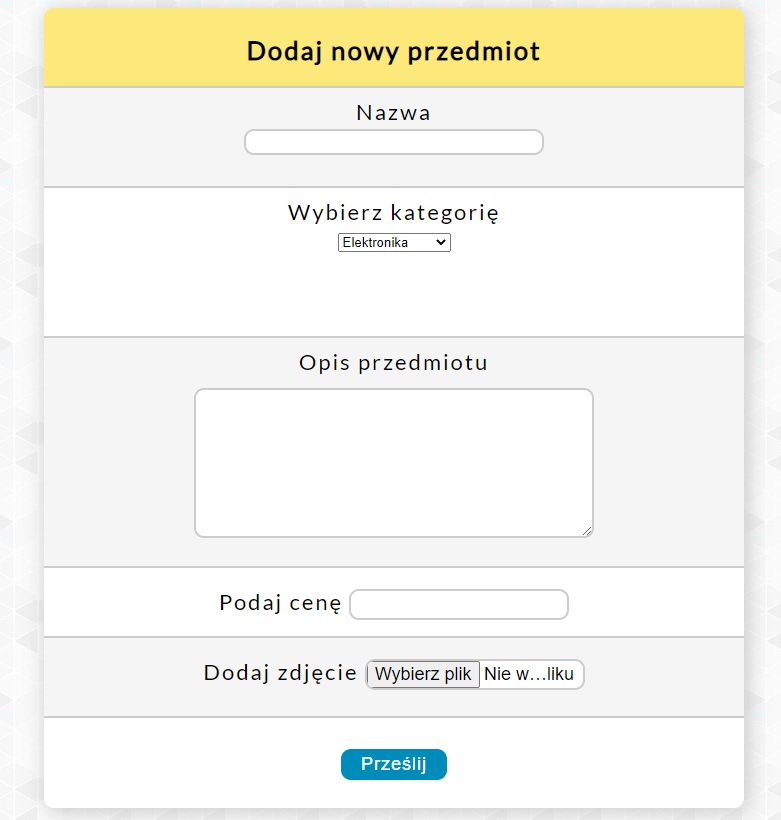 Dodaj nowy przedmiot
Nazwa
Wybierz kategorię
Elektronika
Opis przedmiotu
Podaj cenę
Dodaj zdjęcie Wybierz plik Nie w…liku
Prześlij